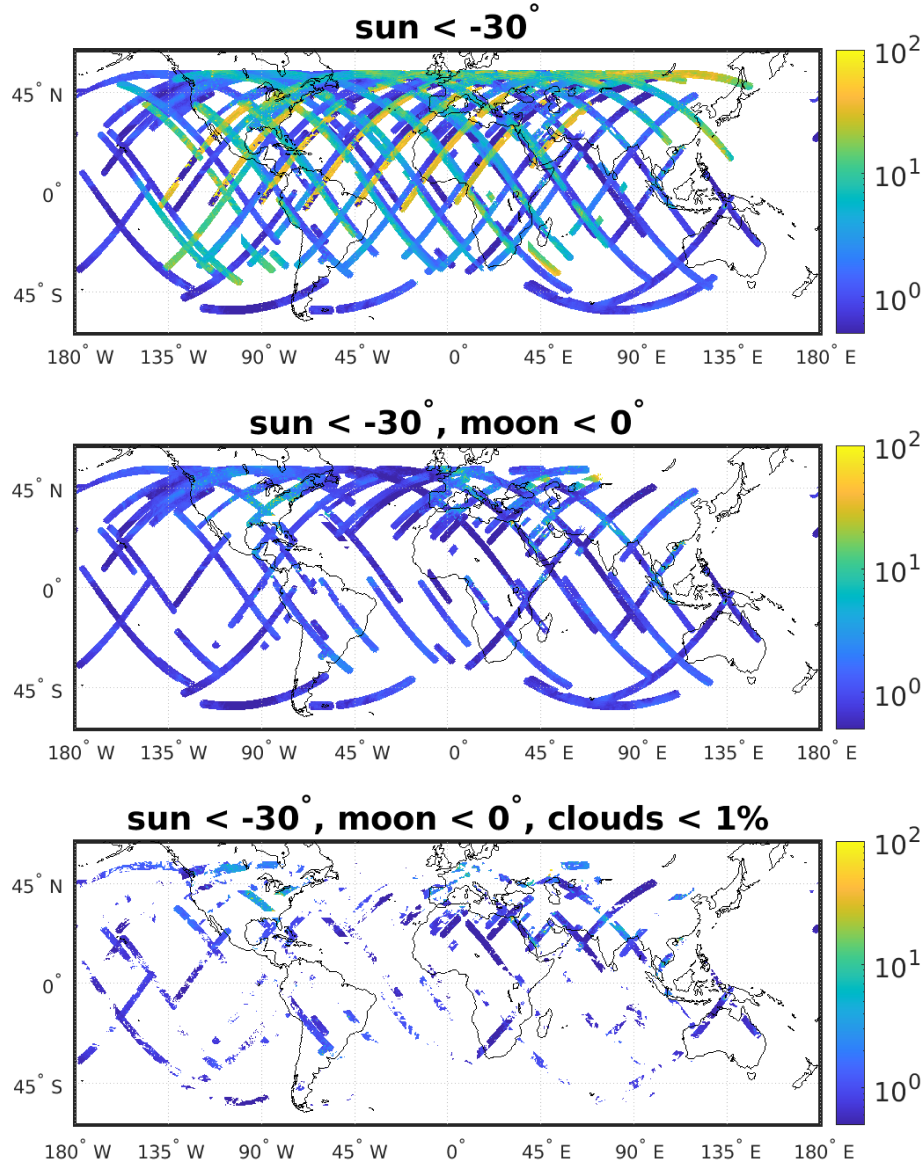 sun < -30°
10²
45° N
10¹
0°
10⁰
45° S
180° W 135° W 90° W 45° W 0° 45° E 90° E 135° E 180° E
sun < -30°, moon < 0°
10²
45° N
10¹
0°
10⁰
45° S
180° W 135° W 90° W 45° W 0° 45° E 90° E 135° E 180° E
sun < -30°, moon < 0°, clouds < 1%
10²
45° N
10¹
0°
10⁰
45° S
180° W 135° W 90° W 45° W 0° 45° E 90° E 135° E 180° E